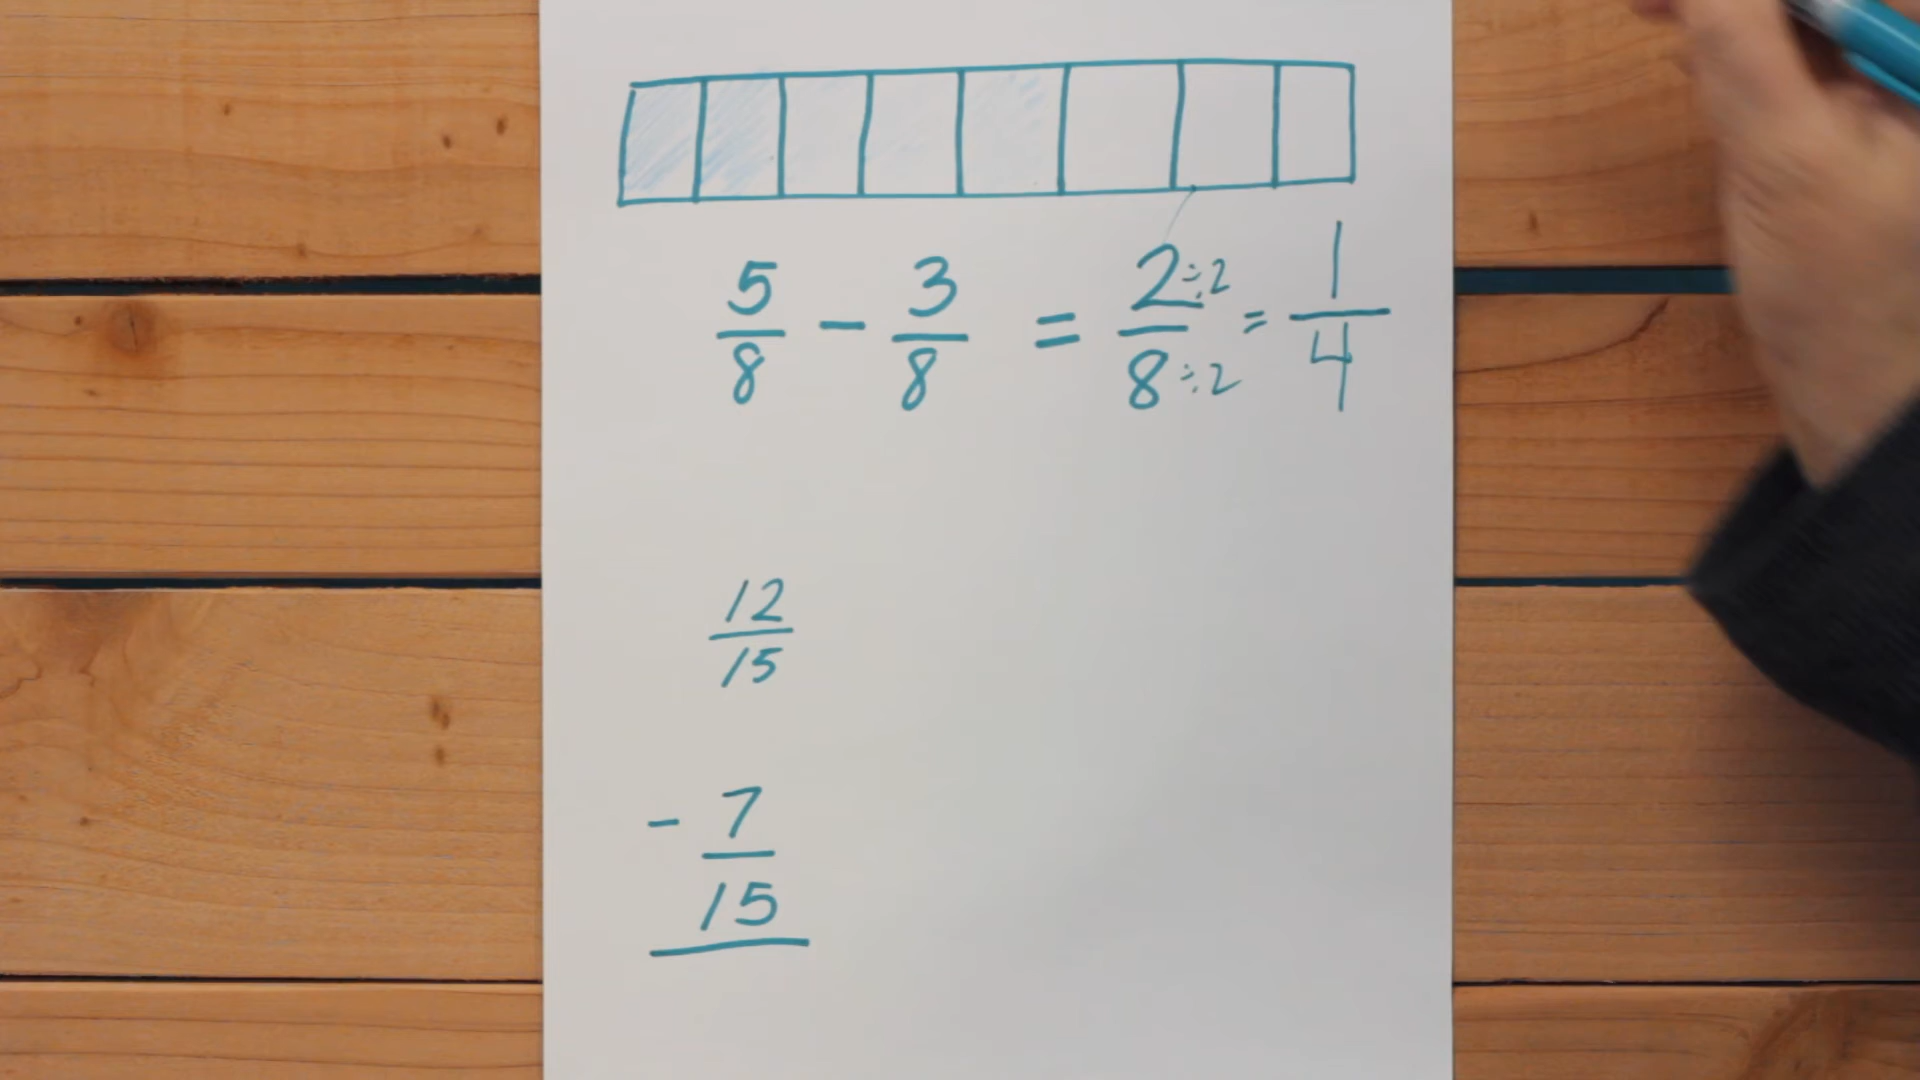 5/8 - 3/8 = 2÷2/8÷2 = 1/4
12/15
- 7/15